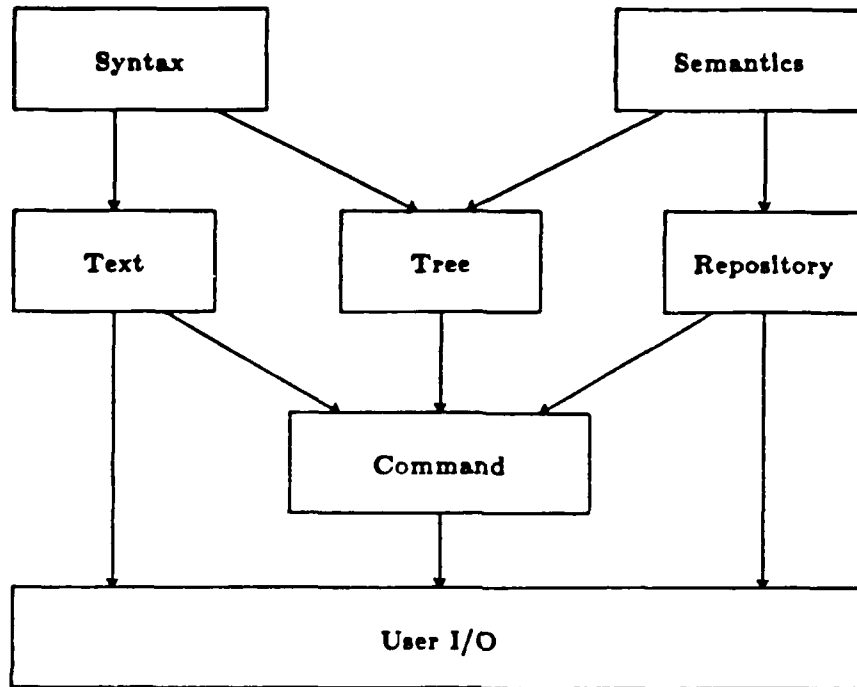 Syntax
Semantics
Text
Tree
Repository
Command
User I/O